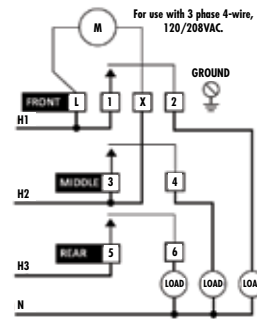 For use with 3 phase 4-wire,
120/208VAC.
M
GROUND
FRONT L 1 X 2
H1
MIDDLE 3 4
H2
REAR 5 6
H3
LOAD LOAD LOA
N